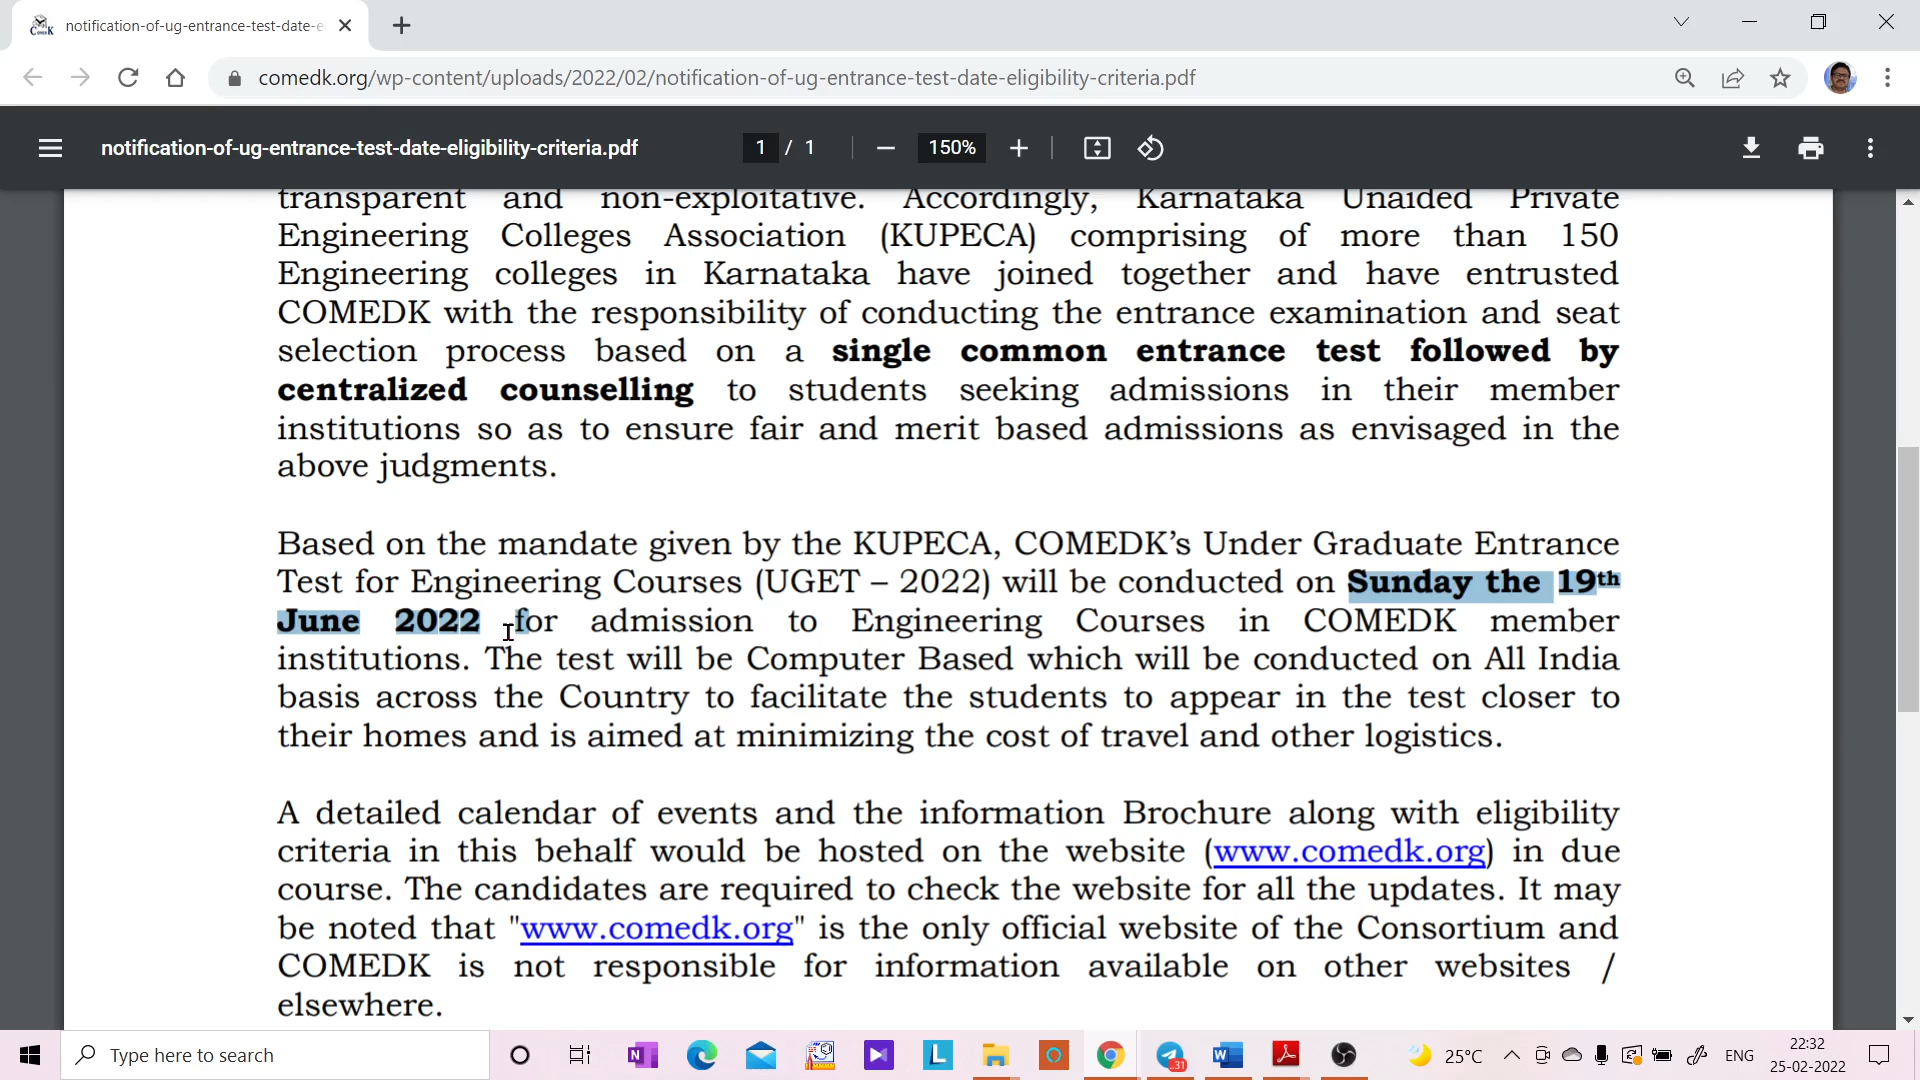 notification-of-ug-entrance-test-date-e
comedk.org/wp-content/uploads/2022/02/notification-of-ug-entrance-test-date-eligibility-criteria.pdf
notification-of-ug-entrance-test-date-eligibility-criteria.pdf
1 / 1
150%
transparent and non-exploitative. Accordingly, Karnataka Unaided Private
Engineering Colleges Association (KUPECA) comprising of more than 150
Engineering colleges in Karnataka have joined together and have entrusted
COMEDK with the responsibility of conducting the entrance examination and seat
selection process based on a single common entrance test followed by
centralized counselling to students seeking admissions in their member
institutions so as to ensure fair and merit based admissions as envisaged in the
above judgments.
Based on the mandate given by the KUPECA, COMEDK’s Under Graduate Entrance
Test for Engineering Courses (UGET – 2022) will be conducted on Sunday the 19th
June 2022 for admission to Engineering Courses in COMEDK member
institutions. The test will be Computer Based which will be conducted on All India
basis across the Country to facilitate the students to appear in the test closer to
their homes and is aimed at minimizing the cost of travel and other logistics.
A detailed calendar of events and the information Brochure along with eligibility
criteria in this behalf would be hosted on the website (www.comedk.org) in due
course. The candidates are required to check the website for all the updates. It may
be noted that "www.comedk.org" is the only official website of the Consortium and
COMEDK is not responsible for information available on other websites /
elsewhere.
Type here to search
31
25°C
ENG
22:32
25-02-2022